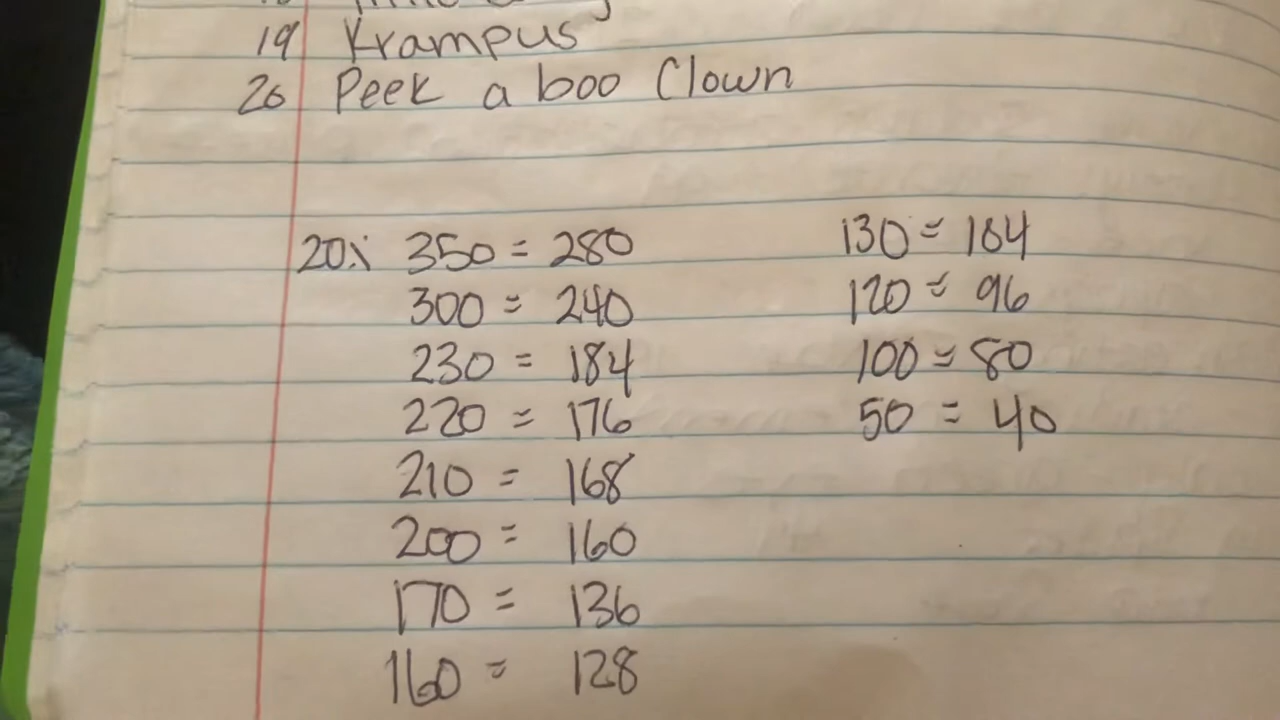 19 Krampus
20 Peek a boo Clown
20% 350 = 280
300 = 240
230 = 184
220 = 176
210 = 168
200 = 160
170 = 136
160 = 128
130 = 104
120 = 96
100 = 80
50 = 40